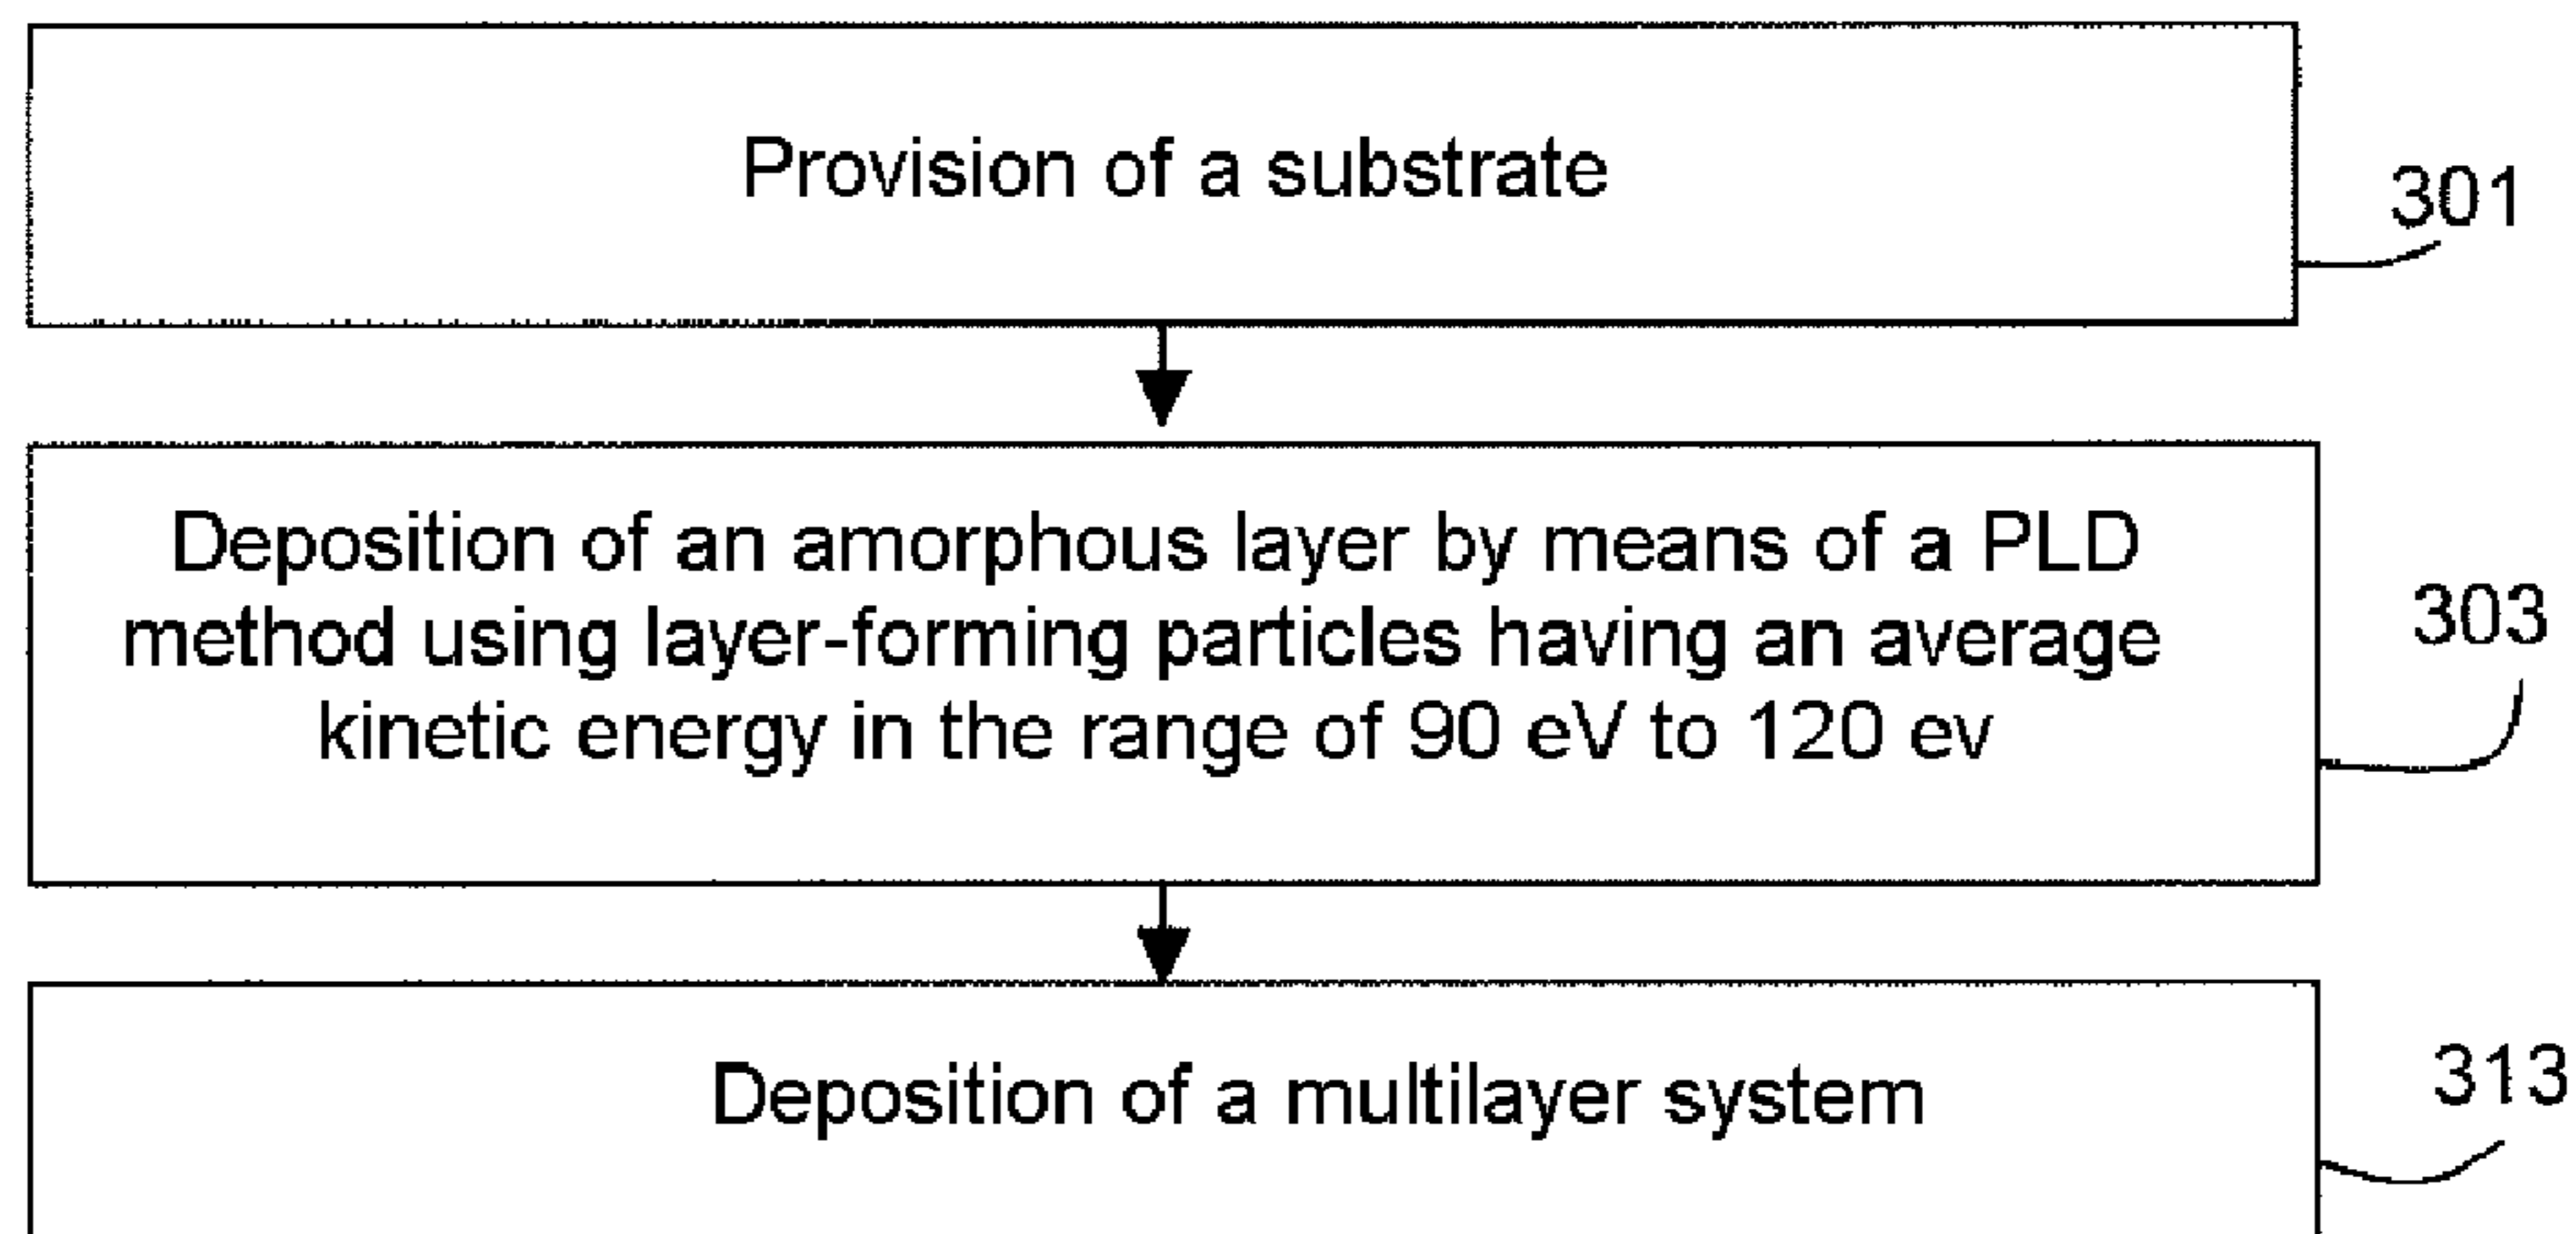 Provision of a substrate
301
Deposition of an amorphous layer by means of a PLD
method using layer-forming particles having an average
kinetic energy in the range of 90 eV to 120 ev
303
Deposition of a multilayer system
313